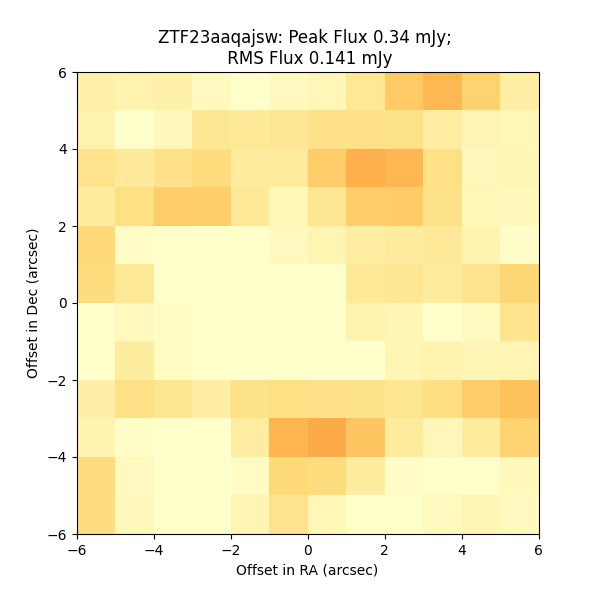 ZTF23aaqajsw: Peak Flux 0.34 mJy;
RMS Flux 0.141 mJy
6
4
2
0
−2
−4
−6
Offset in Dec (arcsec)
−6 −4 −2 0 2 4 6
Offset in RA (arcsec)